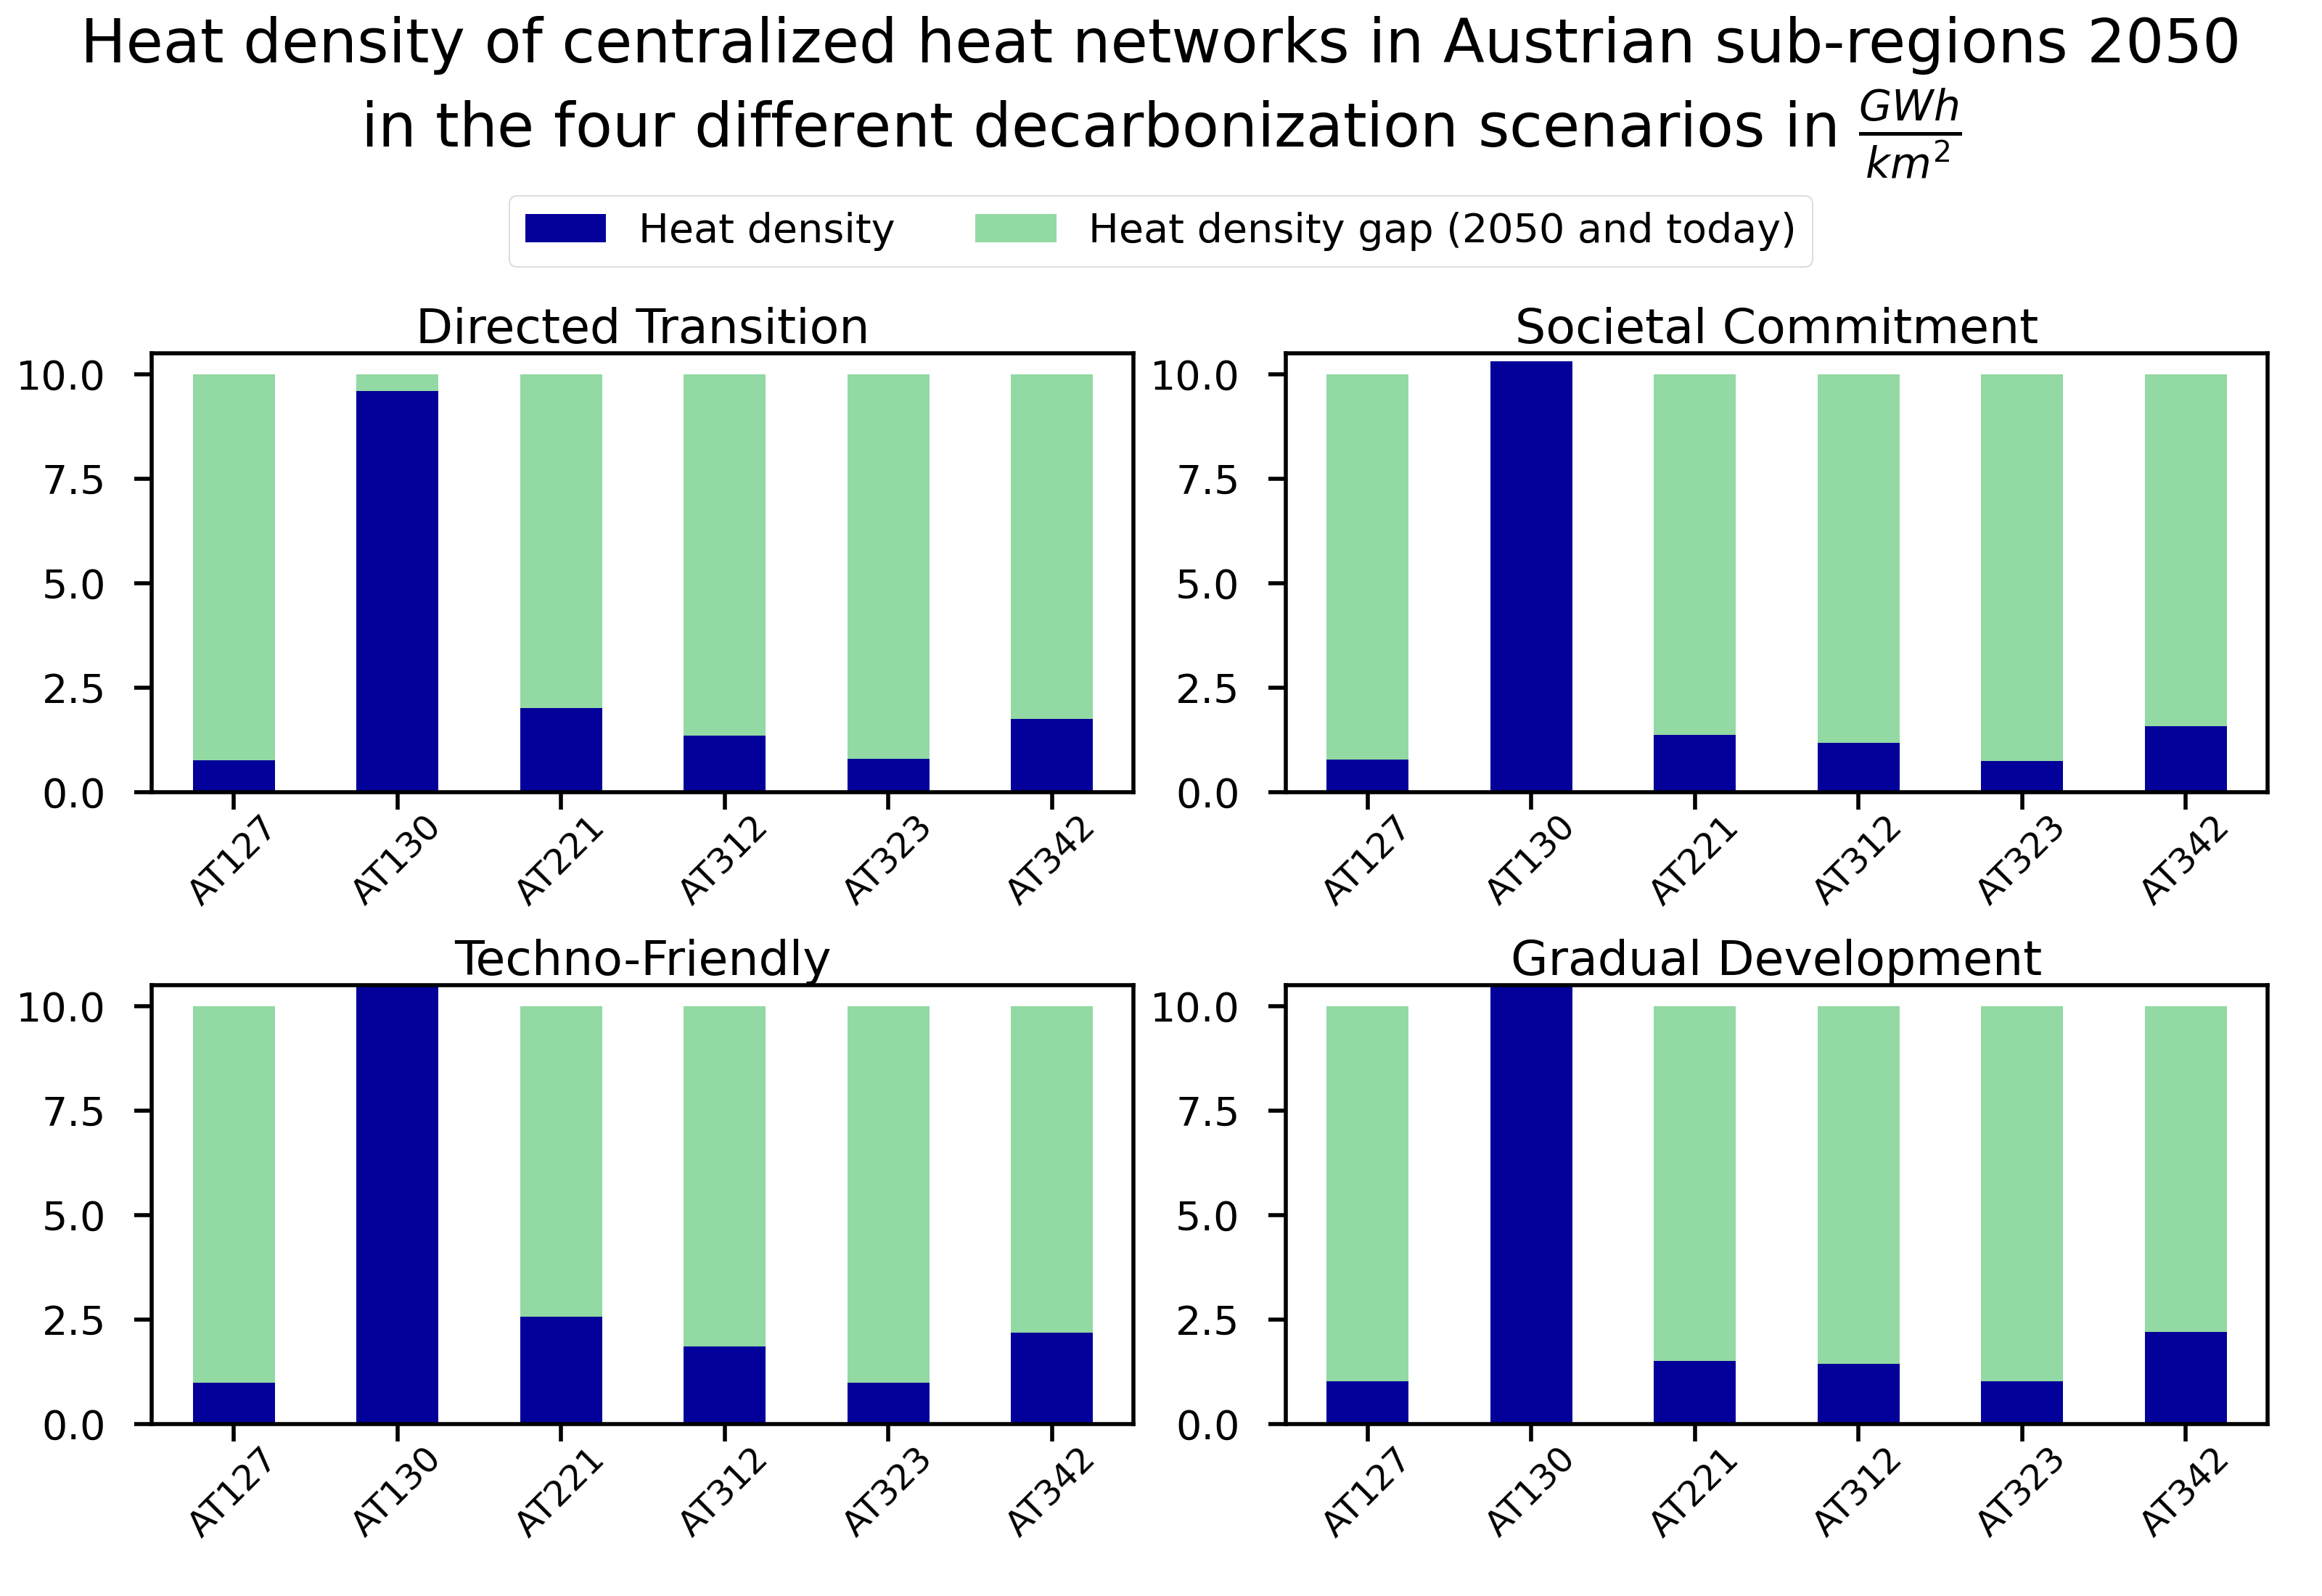 Heat density of centralized heat networks in Austrian sub-regions 2050
in the four different decarbonization scenarios in GWh/km²
Heat density
Heat density gap (2050 and today)
Directed Transition
10.0
7.5
5.0
2.5
0.0
AT127
AT130
AT221
AT312
AT323
AT342
Societal Commitment
10.0
7.5
5.0
2.5
0.0
AT127
AT130
AT221
AT312
AT323
AT342
Techno-Friendly
10.0
7.5
5.0
2.5
0.0
AT127
AT130
AT221
AT312
AT323
AT342
Gradual Development
10.0
7.5
5.0
2.5
0.0
AT127
AT130
AT221
AT312
AT323
AT342